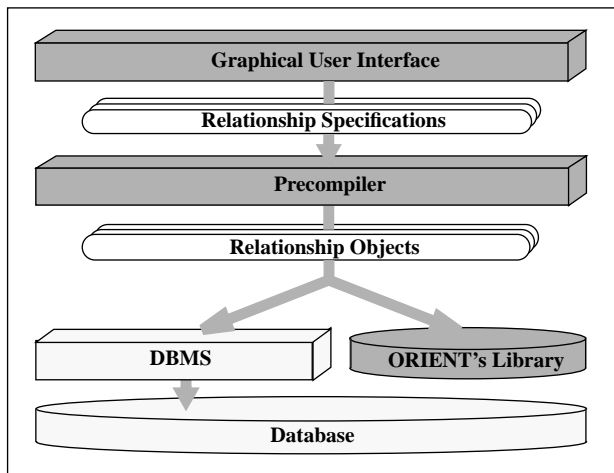 Graphical User Interface
Relationship Specifications
Precompiler
Relationship Objects
DBMS
ORIENT's Library
Database